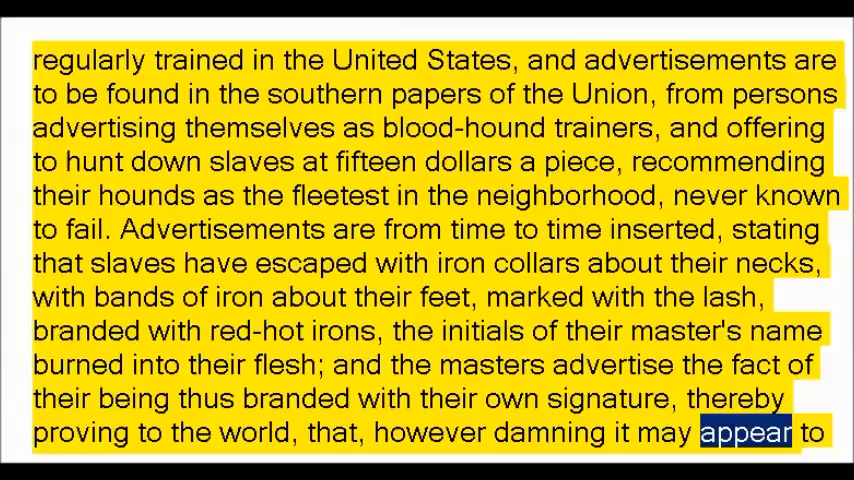 regularly trained in the United States, and advertisements are
to be found in the southern papers of the Union, from persons
advertising themselves as blood-hound trainers, and offering
to hunt down slaves at fifteen dollars a piece, recommending
their hounds as the fleetest in the neighborhood, never known
to fail. Advertisements are from time to time inserted, stating
that slaves have escaped with iron collars about their necks,
with bands of iron about their feet, marked with the lash,
branded with red-hot irons, the initials of their master's name
burned into their flesh; and the masters advertise the fact of
their being thus branded with their own signature, thereby
proving to the world, that, however damning it may appear to